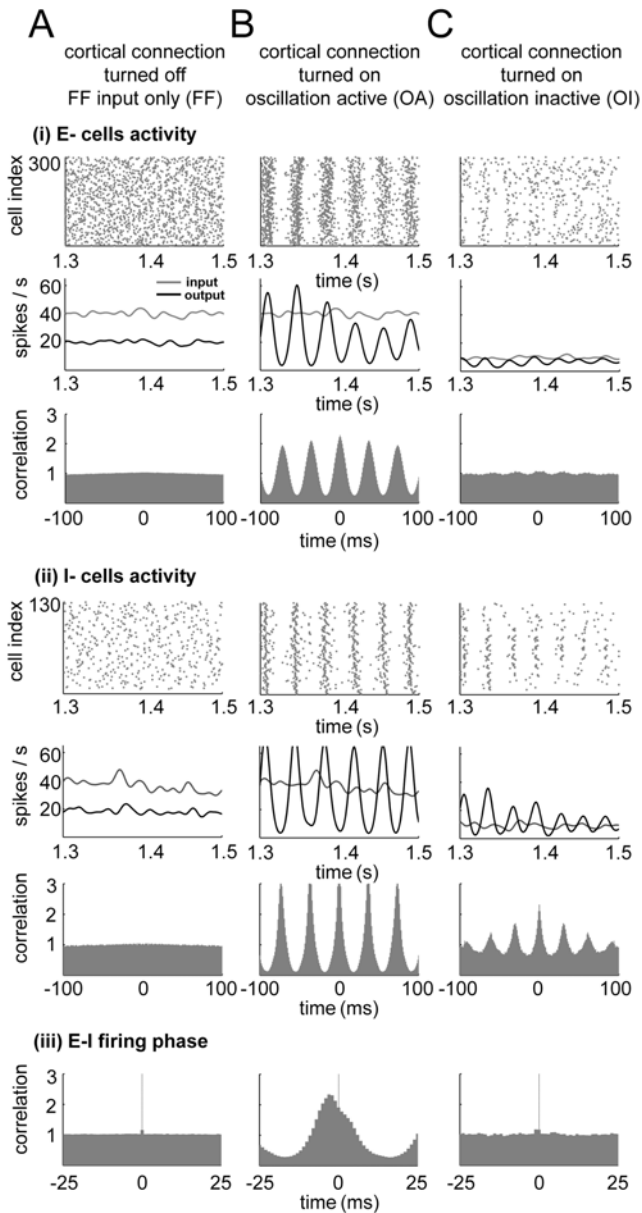 A B C
cortical connection turned off FF input only (FF)
cortical connection turned on oscillation active (OA)
cortical connection turned on oscillation inactive (OI)
(i) E- cells activity
cell index
300
1.3 1.4 1.5
1.3 1.4 1.5
1.3 1.4 1.5
time (s)
spikes / s
60
40
20
input
output
1.3 1.4 1.5
1.3 1.4 1.5
1.3 1.4 1.5
time (s)
correlation
3
2
1
-100 0 100
-100 0 100
-100 0 100
time (ms)
(ii) I- cells activity
cell index
130
1.3 1.4 1.5
1.3 1.4 1.5
1.3 1.4 1.5
time (s)
spikes / s
60
40
20
1.3 1.4 1.5
1.3 1.4 1.5
1.3 1.4 1.5
time (s)
correlation
3
2
1
-100 0 100
-100 0 100
-100 0 100
time (ms)
(iii) E-I firing phase
correlation
3
2
1
-25 0 25
-25 0 25
-25 0 25
time (ms)